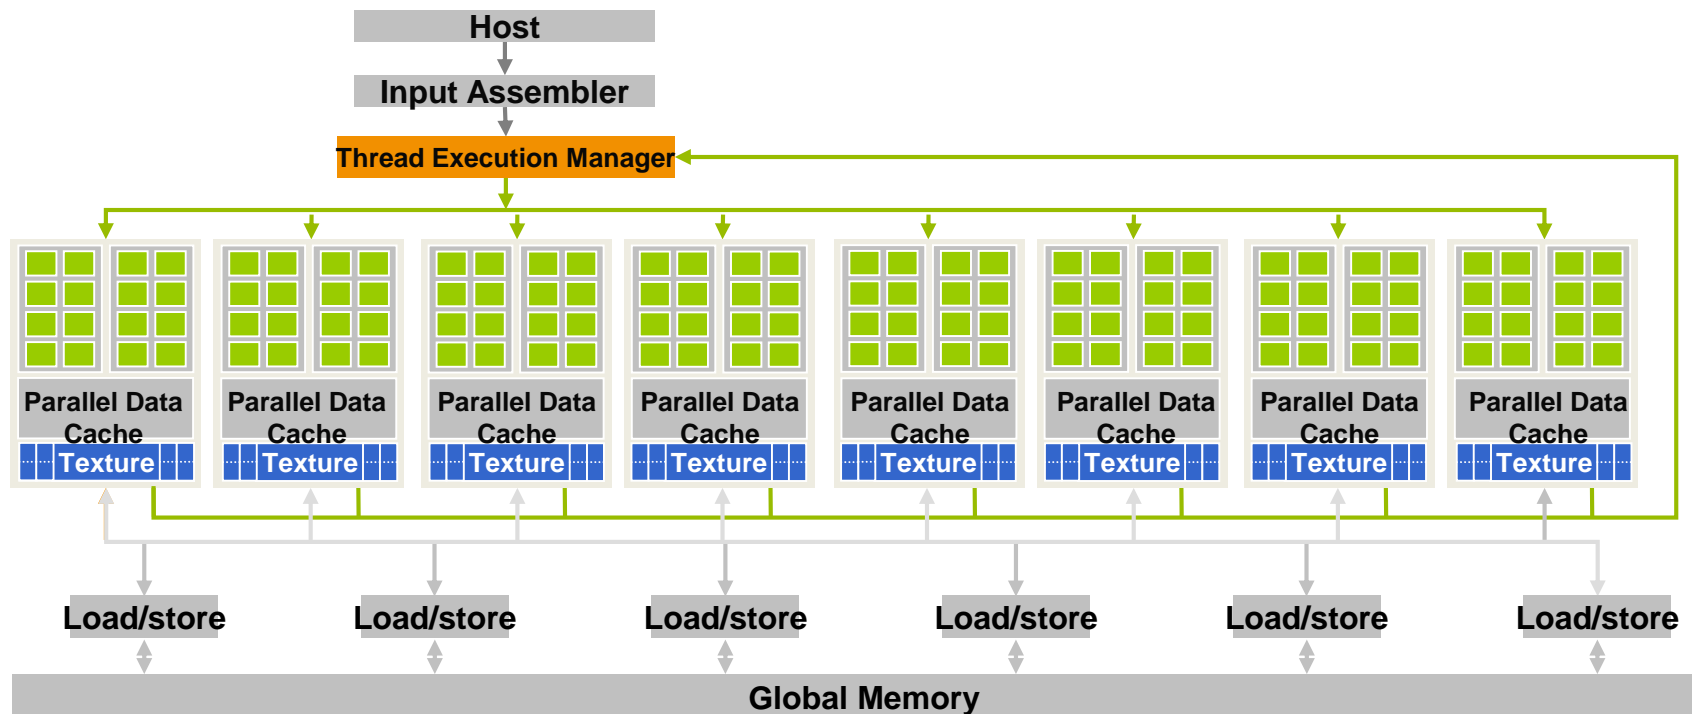 Host
Input Assembler
Thread Execution Manager
Parallel Data
Cache
... ... Texture ... ...
Parallel Data
Cache
... ... Texture ... ...
Parallel Data
Cache
... ... Texture ... ...
Parallel Data
Cache
... ... Texture ... ...
Parallel Data
Cache
... ... Texture ... ...
Parallel Data
Cache
... ... Texture ... ...
Parallel Data
Cache
... ... Texture ... ...
Parallel Data
Cache
... ... Texture ... ...
Load/store
Load/store
Load/store
Load/store
Load/store
Load/store
Global Memory